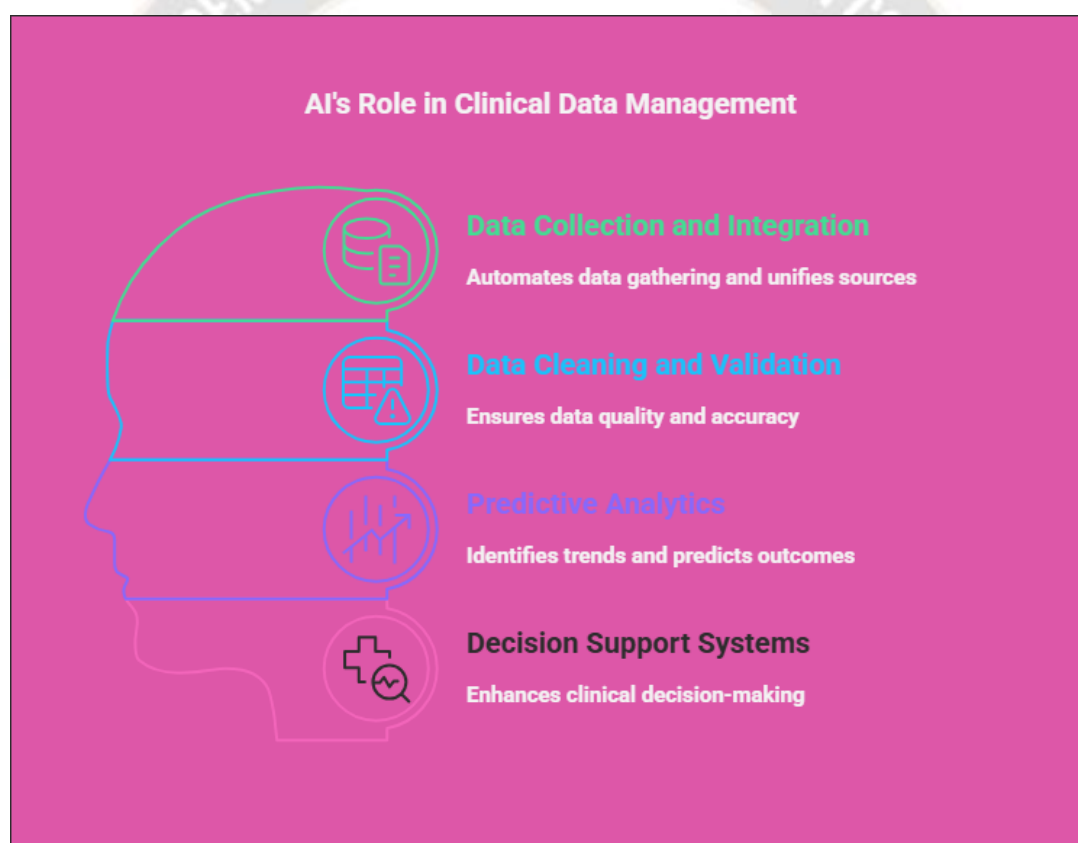 AI's Role in Clinical Data Management
Data Collection and Integration
Automates data gathering and unifies sources
Data Cleaning and Validation
Ensures data quality and accuracy
Predictive Analytics
Identifies trends and predicts outcomes
Decision Support Systems
Enhances clinical decision-making